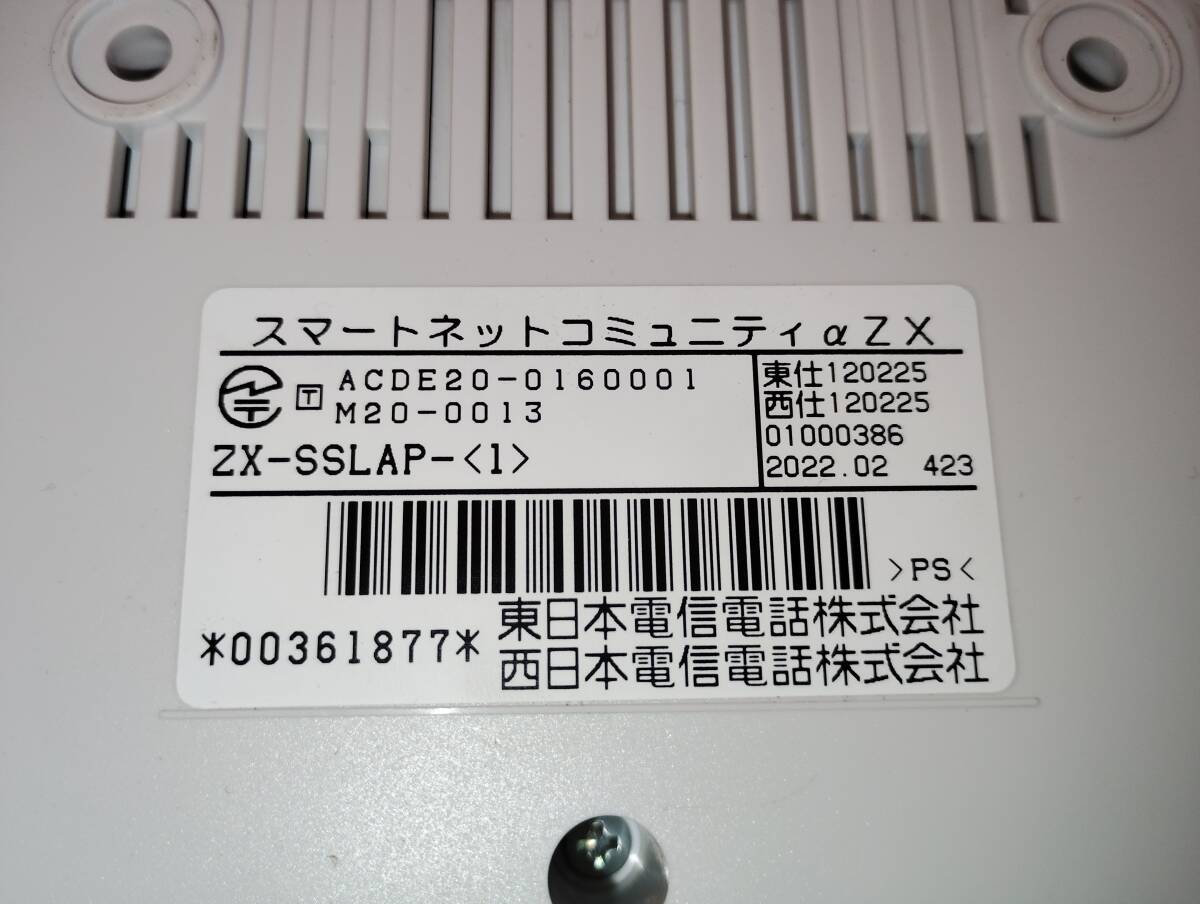 スマートネットコミュニティαZX
T ACDE20-0160001
M20-0013
ZX-SSLAP-<1>
東仕120225
西仕120225
01000386
2022.02 423
>PS<
*00361877*
東日本電信電話株式会社
西日本電信電話株式会社